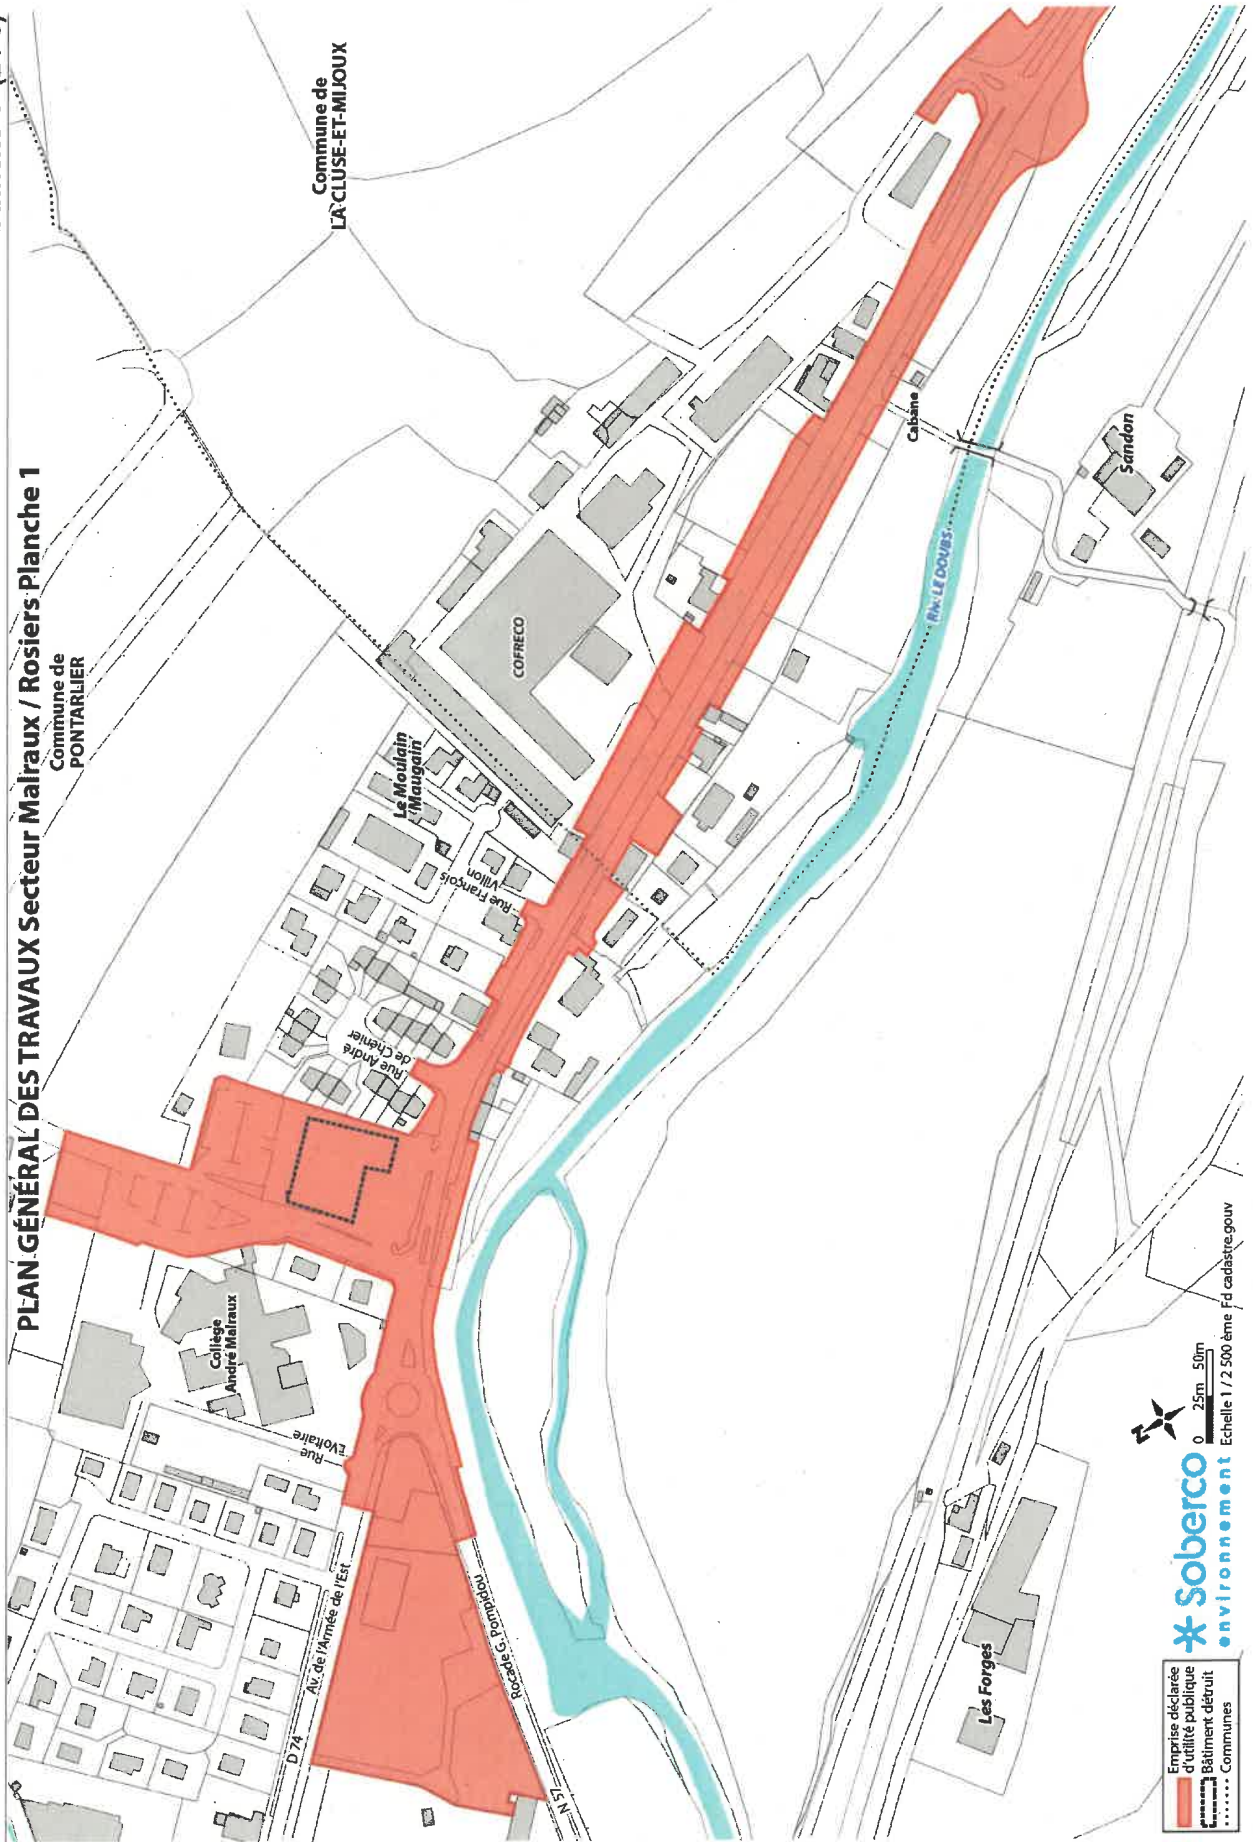 PLAN GÉNÉRAL DES TRAVAUX Secteur Malraux / Rosiers Planche 1
Commune de
PONTARLIER
Commune de
LA CLUSE-ET-MIJOUX
Collège
André Malraux
Rue
Voltaire
Av. de l'Armée de l'Est
D 74
Rocade G. Pompidou
N 57
Rue André
de Chénier
Rue François
Villon
Le Moulain
Maugain
COFRECO
Cabane
Riv. LE DOUBS
Sandon
Les Forges
Emprise déclarée
d'utilité publique
Bâtiment détruit
Communes
Soberco
environnement
0 25m 50m
Echelle 1 / 2 500 ème Fd cadastre.gouv